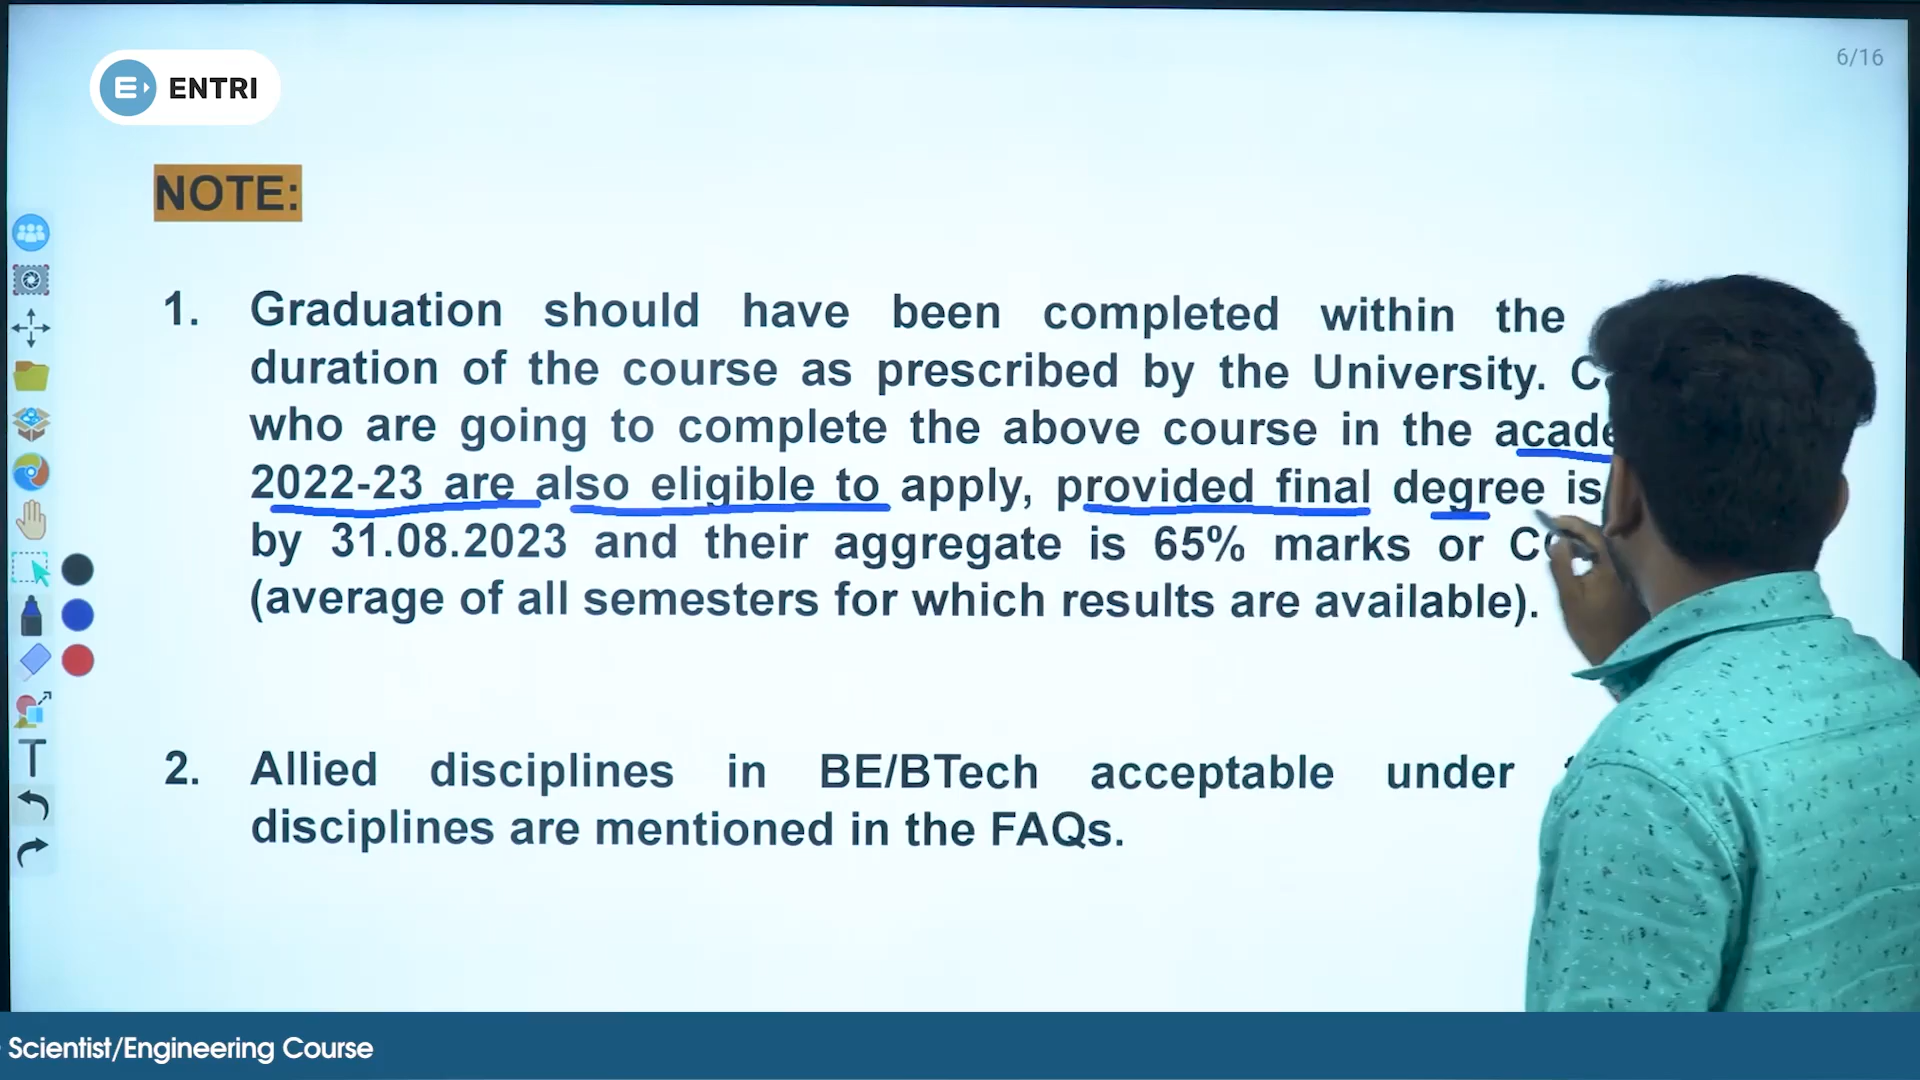 ENTRI
6/16
NOTE:
1. Graduation should have been completed within the
duration of the course as prescribed by the University.
who are going to complete the above course in the
2022-23 are also eligible to apply, provided final degree is
by 31.08.2023 and their aggregate is 65% marks or
(average of all semesters for which results are available).
2. Allied disciplines in BE/BTech acceptable under
disciplines are mentioned in the FAQs.
T
Scientist/Engineering Course